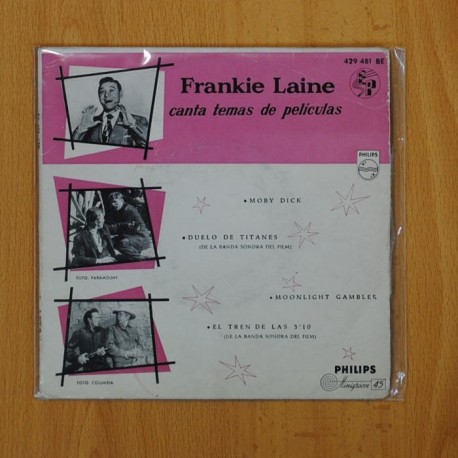 429 481 BE
EP
Frankie Laine
canta temas de películas
PHILIPS
• MOBY DICK
• DUELO DE TITANES
(DE LA BANDA SONORA DEL FILM)
FOTO: PARAMOUNT
• MOONLIGHT GAMBLER
• EL TREN DE LAS 3'10
(DE LA BANDA SONORA DEL FILM)
FOTO: COLUMBIA
PHILIPS
Minigroove 45